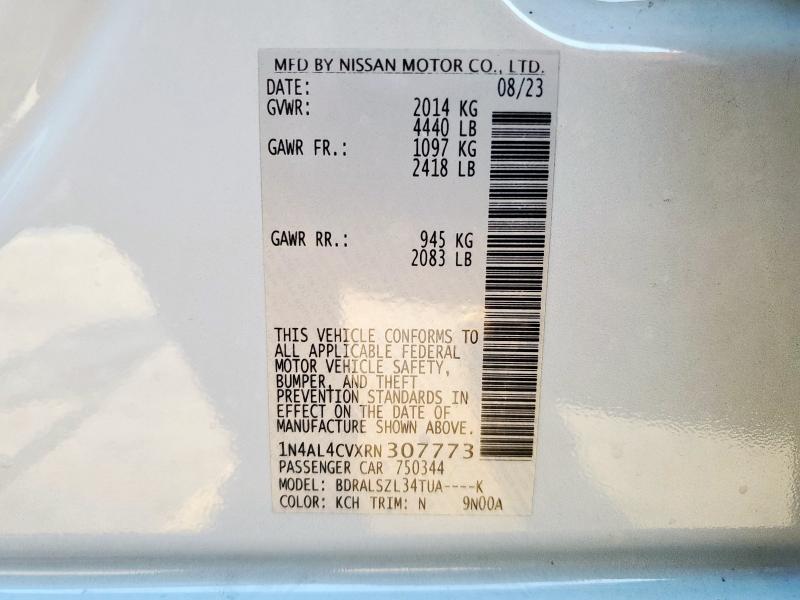 MFD BY NISSAN MOTOR CO., LTD.
DATE: 08/23
GVWR: 2014 KG
4440 LB
GAWR FR.: 1097 KG
2418 LB
GAWR RR.: 945 KG
2083 LB
THIS VEHICLE CONFORMS TO
ALL APPLICABLE FEDERAL
MOTOR VEHICLE SAFETY,
BUMPER, AND THEFT
PREVENTION STANDARDS IN
EFFECT ON THE DATE OF
MANUFACTURE SHOWN ABOVE.
1N4AL4CVXRN307773
PASSENGER CAR 750344
MODEL: BDRALSZL34TUA----K
COLOR: KCH TRIM: N 9N00A